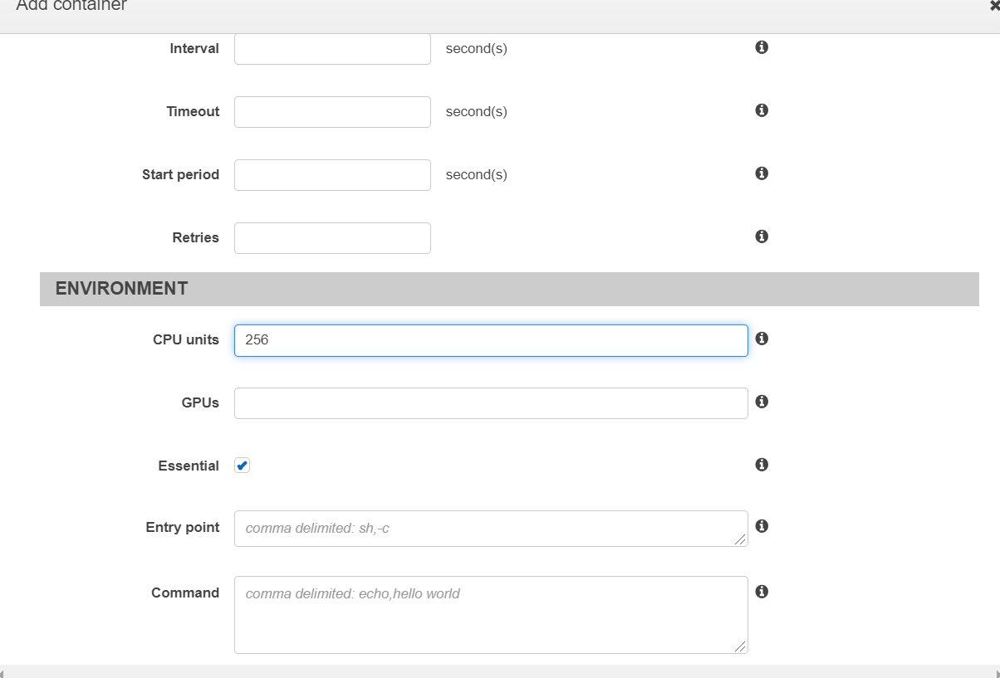 Add container
Interval second(s)
Timeout second(s)
Start period second(s)
Retries
ENVIRONMENT
CPU units 256
GPUs
Essential
Entry point comma delimited: sh,-c
Command comma delimited: echo,hello world